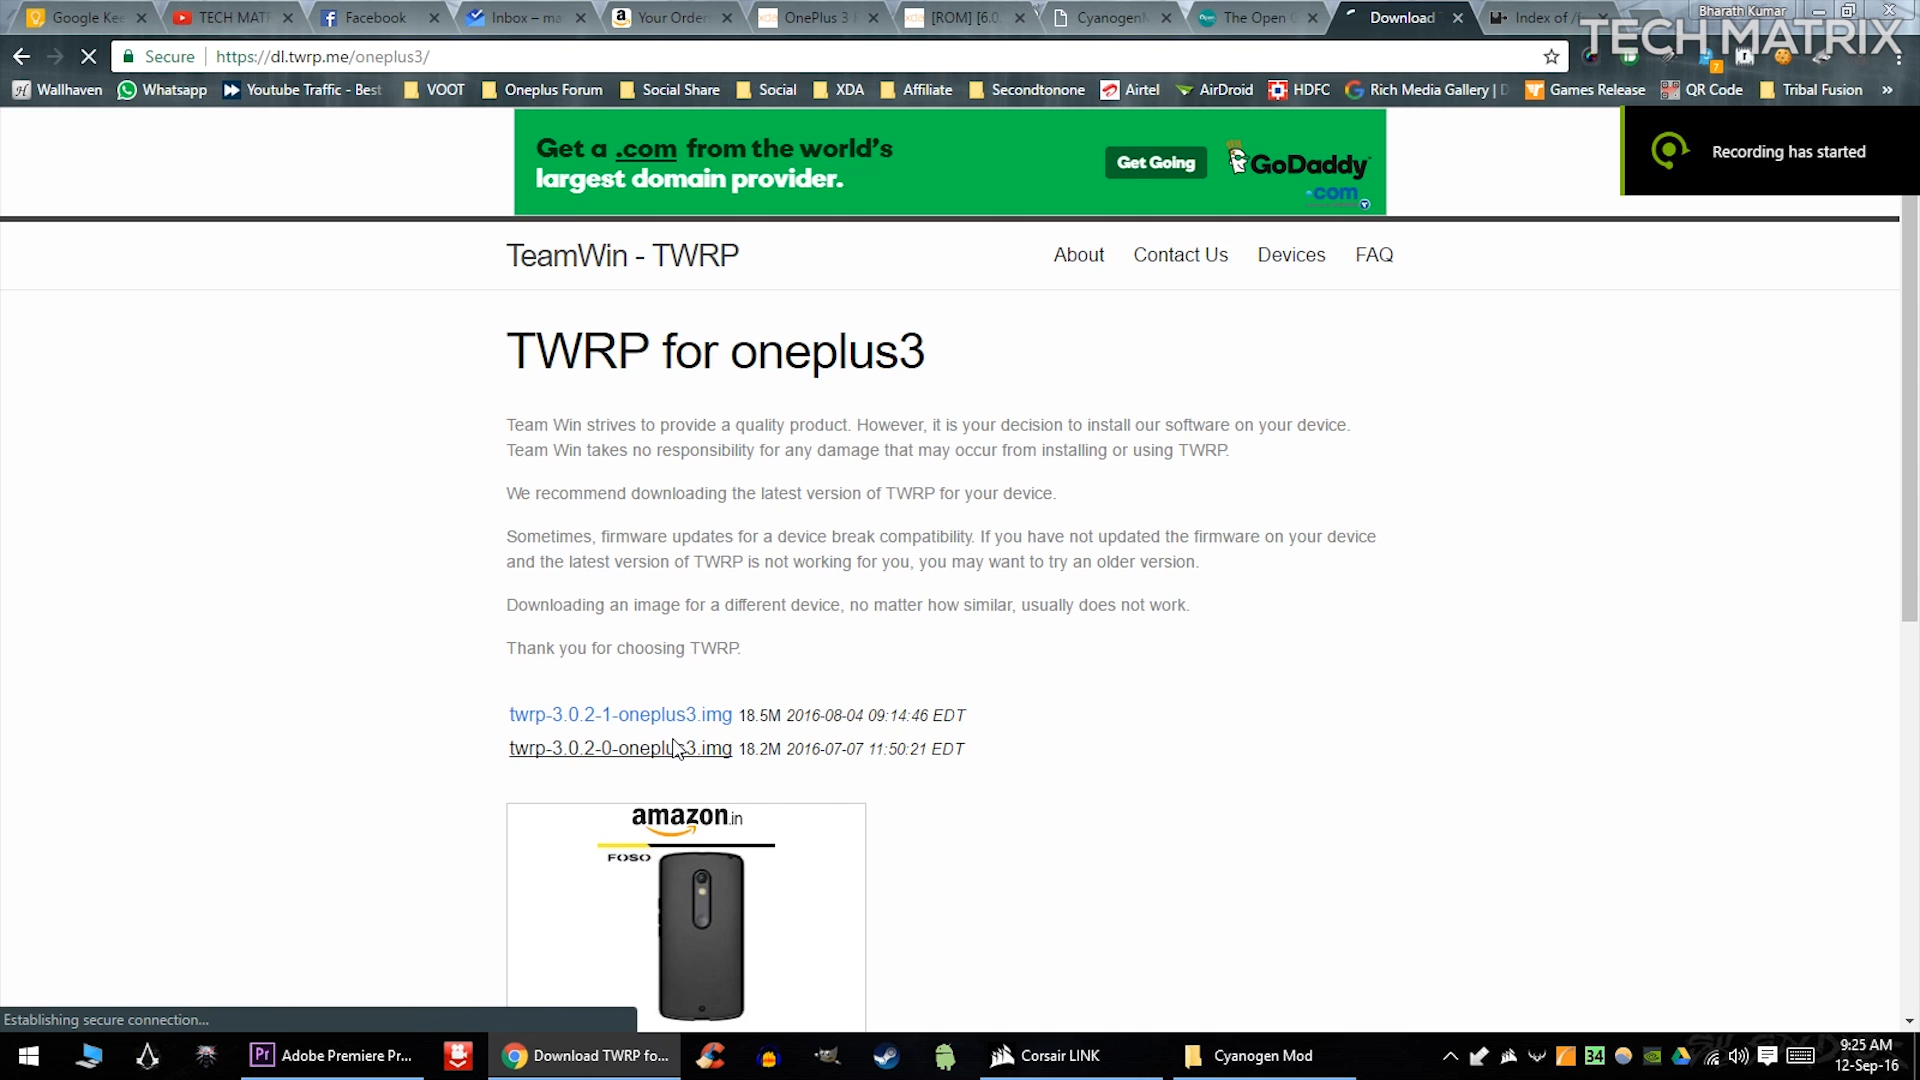 Google Kee
TECH MATR
Facebook
Inbox – ma
Your Orders
OnePlus 3
[ROM] [6.0.
CyanogenM
The Open G
Download
Index of /
Bharath Kumar
TECH MATRIX
Secure
https://dl.twrp.me/oneplus3/
Wallhaven
Whatsapp
Youtube Traffic - Best
VOOT
Oneplus Forum
Social Share
Social
XDA
Affiliate
Secondtonone
Airtel
AirDroid
HDFC
Rich Media Gallery | D
Games Release
QR Code
Tribal Fusion
»
Get a .com from the world's
largest domain provider.
Get Going
GoDaddy
.com
Recording has started
TeamWin - TWRP
About
Contact Us
Devices
FAQ
TWRP for oneplus3
Team Win strives to provide a quality product. However, it is your decision to install our software on your device.
Team Win takes no responsibility for any damage that may occur from installing or using TWRP.
We recommend downloading the latest version of TWRP for your device.
Sometimes, firmware updates for a device break compatibility. If you have not updated the firmware on your device
and the latest version of TWRP is not working for you, you may want to try an older version.
Downloading an image for a different device, no matter how similar, usually does not work.
Thank you for choosing TWRP.
twrp-3.0.2-1-oneplus3.img 18.5M 2016-08-04 09:14:46 EDT
twrp-3.0.2-0-oneplus3.img 18.2M 2016-07-07 11:50:21 EDT
amazon.in
FOSO
Establishing secure connection...
Adobe Premiere Pr...
Download TWRP fo...
Corsair LINK
Cyanogen Mod
34
9:25 AM
12-Sep-16